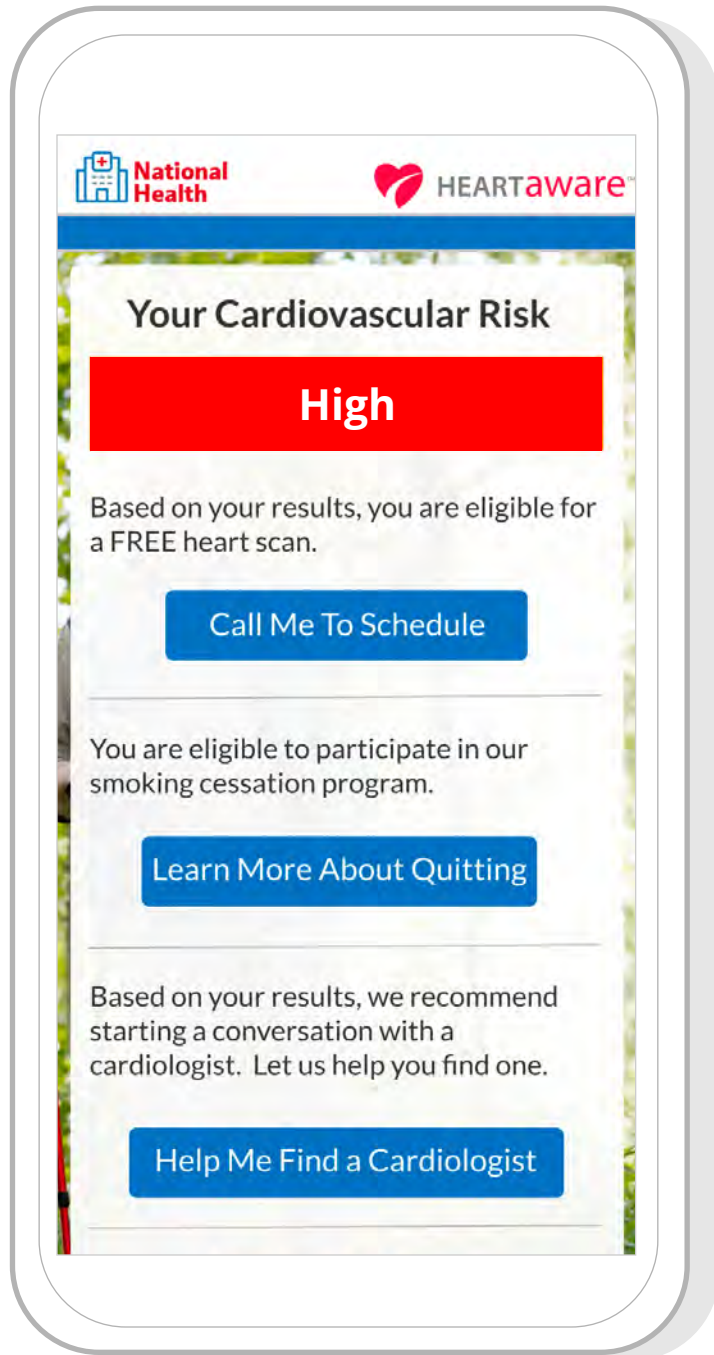 National
Health
HEARTaware™
Your Cardiovascular Risk
High
Based on your results, you are eligible for
a FREE heart scan.
Call Me To Schedule
You are eligible to participate in our
smoking cessation program.
Learn More About Quitting
Based on your results, we recommend
starting a conversation with a
cardiologist.  Let us help you find one.
Help Me Find a Cardiologist